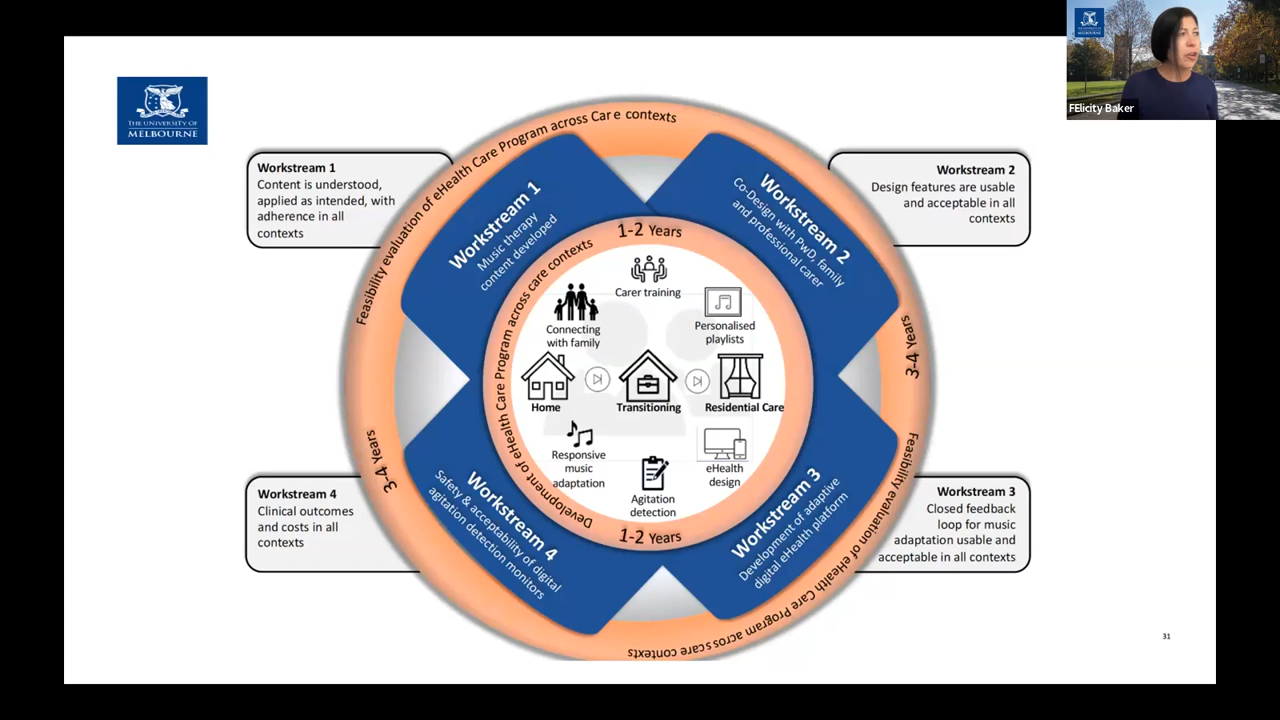 FElicity Baker
THE UNIVERSITY OF
MELBOURNE
Feasibility evaluation of eHealth Care Program across Care contexts
Workstream 1
Content is understood,
applied as intended, with
adherence in all
contexts
Workstream 2
Design features are usable
and acceptable in all
contexts
Workstream 1
Music therapy
content developed
Workstream 2
Co-Design with PwD, family
and professional carer
1-2 Years
Development of eHealth Care Program across care contexts
Carer training
Connecting
with family
Personalised
playlists
Home
Transitioning
Residential Care
Responsive
music
adaptation
Agitation
detection
eHealth
design
1-2 Years
3-4 Years
3-4 Years
Workstream 4
Safety & acceptability of digital
agitation detection monitors
Workstream 3
Development of adaptive
digital eHealth platform
Workstream 4
Clinical outcomes
and costs in all
contexts
Workstream 3
Closed feedback
loop for music
adaptation usable and
acceptable in all contexts
Feasibility evaluation of eHealth Care Program across care contexts
31